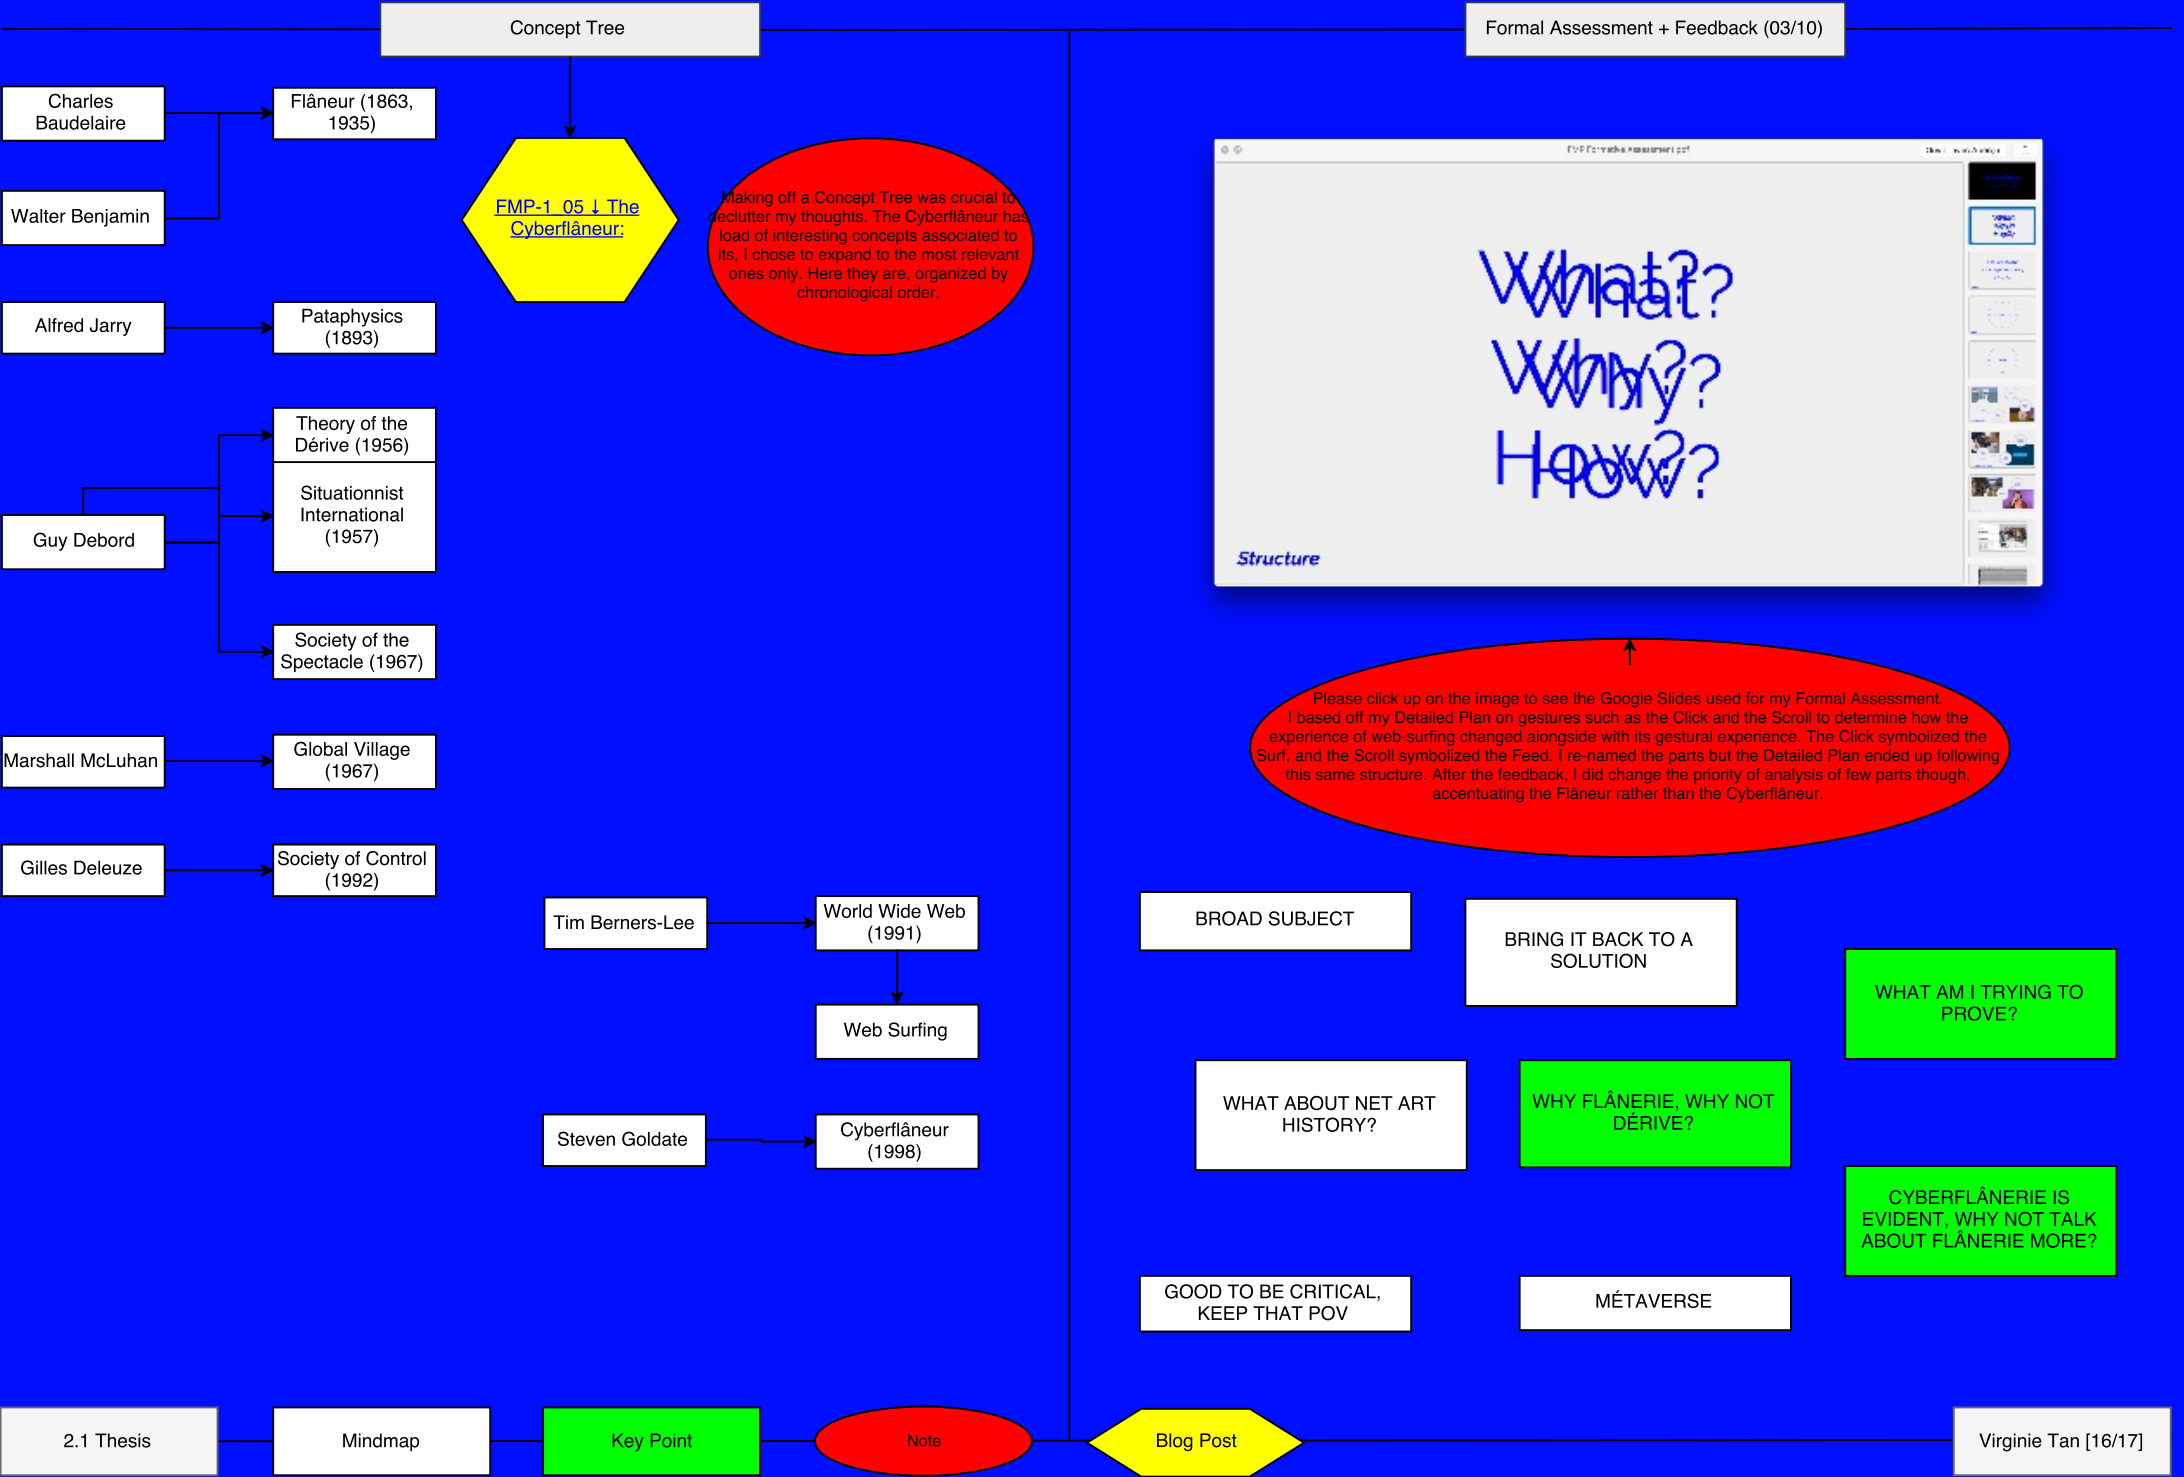 Concept Tree
Formal Assessment + Feedback (03/10)
Charles
Baudelaire
Flâneur (1863,
1935)
Walter Benjamin
FMP-1_05 ↓ The
Cyberflâneur:
Making off a Concept Tree was crucial to
declutter my thoughts. The Cyberflâneur has
load of interesting concepts associated to
its, I chose to expand to the most relevant
ones only. Here they are, organized by
chronological order.
Alfred Jarry
Pataphysics
(1893)
Theory of the
Dérive (1956)
Situationnist
International
(1957)
Guy Debord
Society of the
Spectacle (1967)
Marshall McLuhan
Global Village
(1967)
Gilles Deleuze
Society of Control
(1992)
Tim Berners-Lee
World Wide Web
(1991)
Web Surfing
Steven Goldate
Cyberflâneur
(1998)
FMP Formative Assessment.pdf
What?
What?
Why?
Why?
How?
How?
Structure
Please click up on the image to see the Google Slides used for my Formal Assessment.
I based off my Detailed Plan on gestures such as the Click and the Scroll to determine how the
experience of web-surfing changed alongside with its gestural experience. The Click symbolized the
Surf, and the Scroll symbolized the Feed. I re-named the parts but the Detailed Plan ended up following
this same structure. After the feedback, I did change the priority of analysis of few parts though,
accentuating the Flâneur rather than the Cyberflâneur.
BROAD SUBJECT
BRING IT BACK TO A
SOLUTION
WHAT AM I TRYING TO
PROVE?
WHAT ABOUT NET ART
HISTORY?
WHY FLÂNERIE, WHY NOT
DÉRIVE?
CYBERFLÂNERIE IS
EVIDENT, WHY NOT TALK
ABOUT FLÂNERIE MORE?
GOOD TO BE CRITICAL,
KEEP THAT POV
MÉTAVERSE
2.1 Thesis
Mindmap
Key Point
Note
Blog Post
Virginie Tan [16/17]